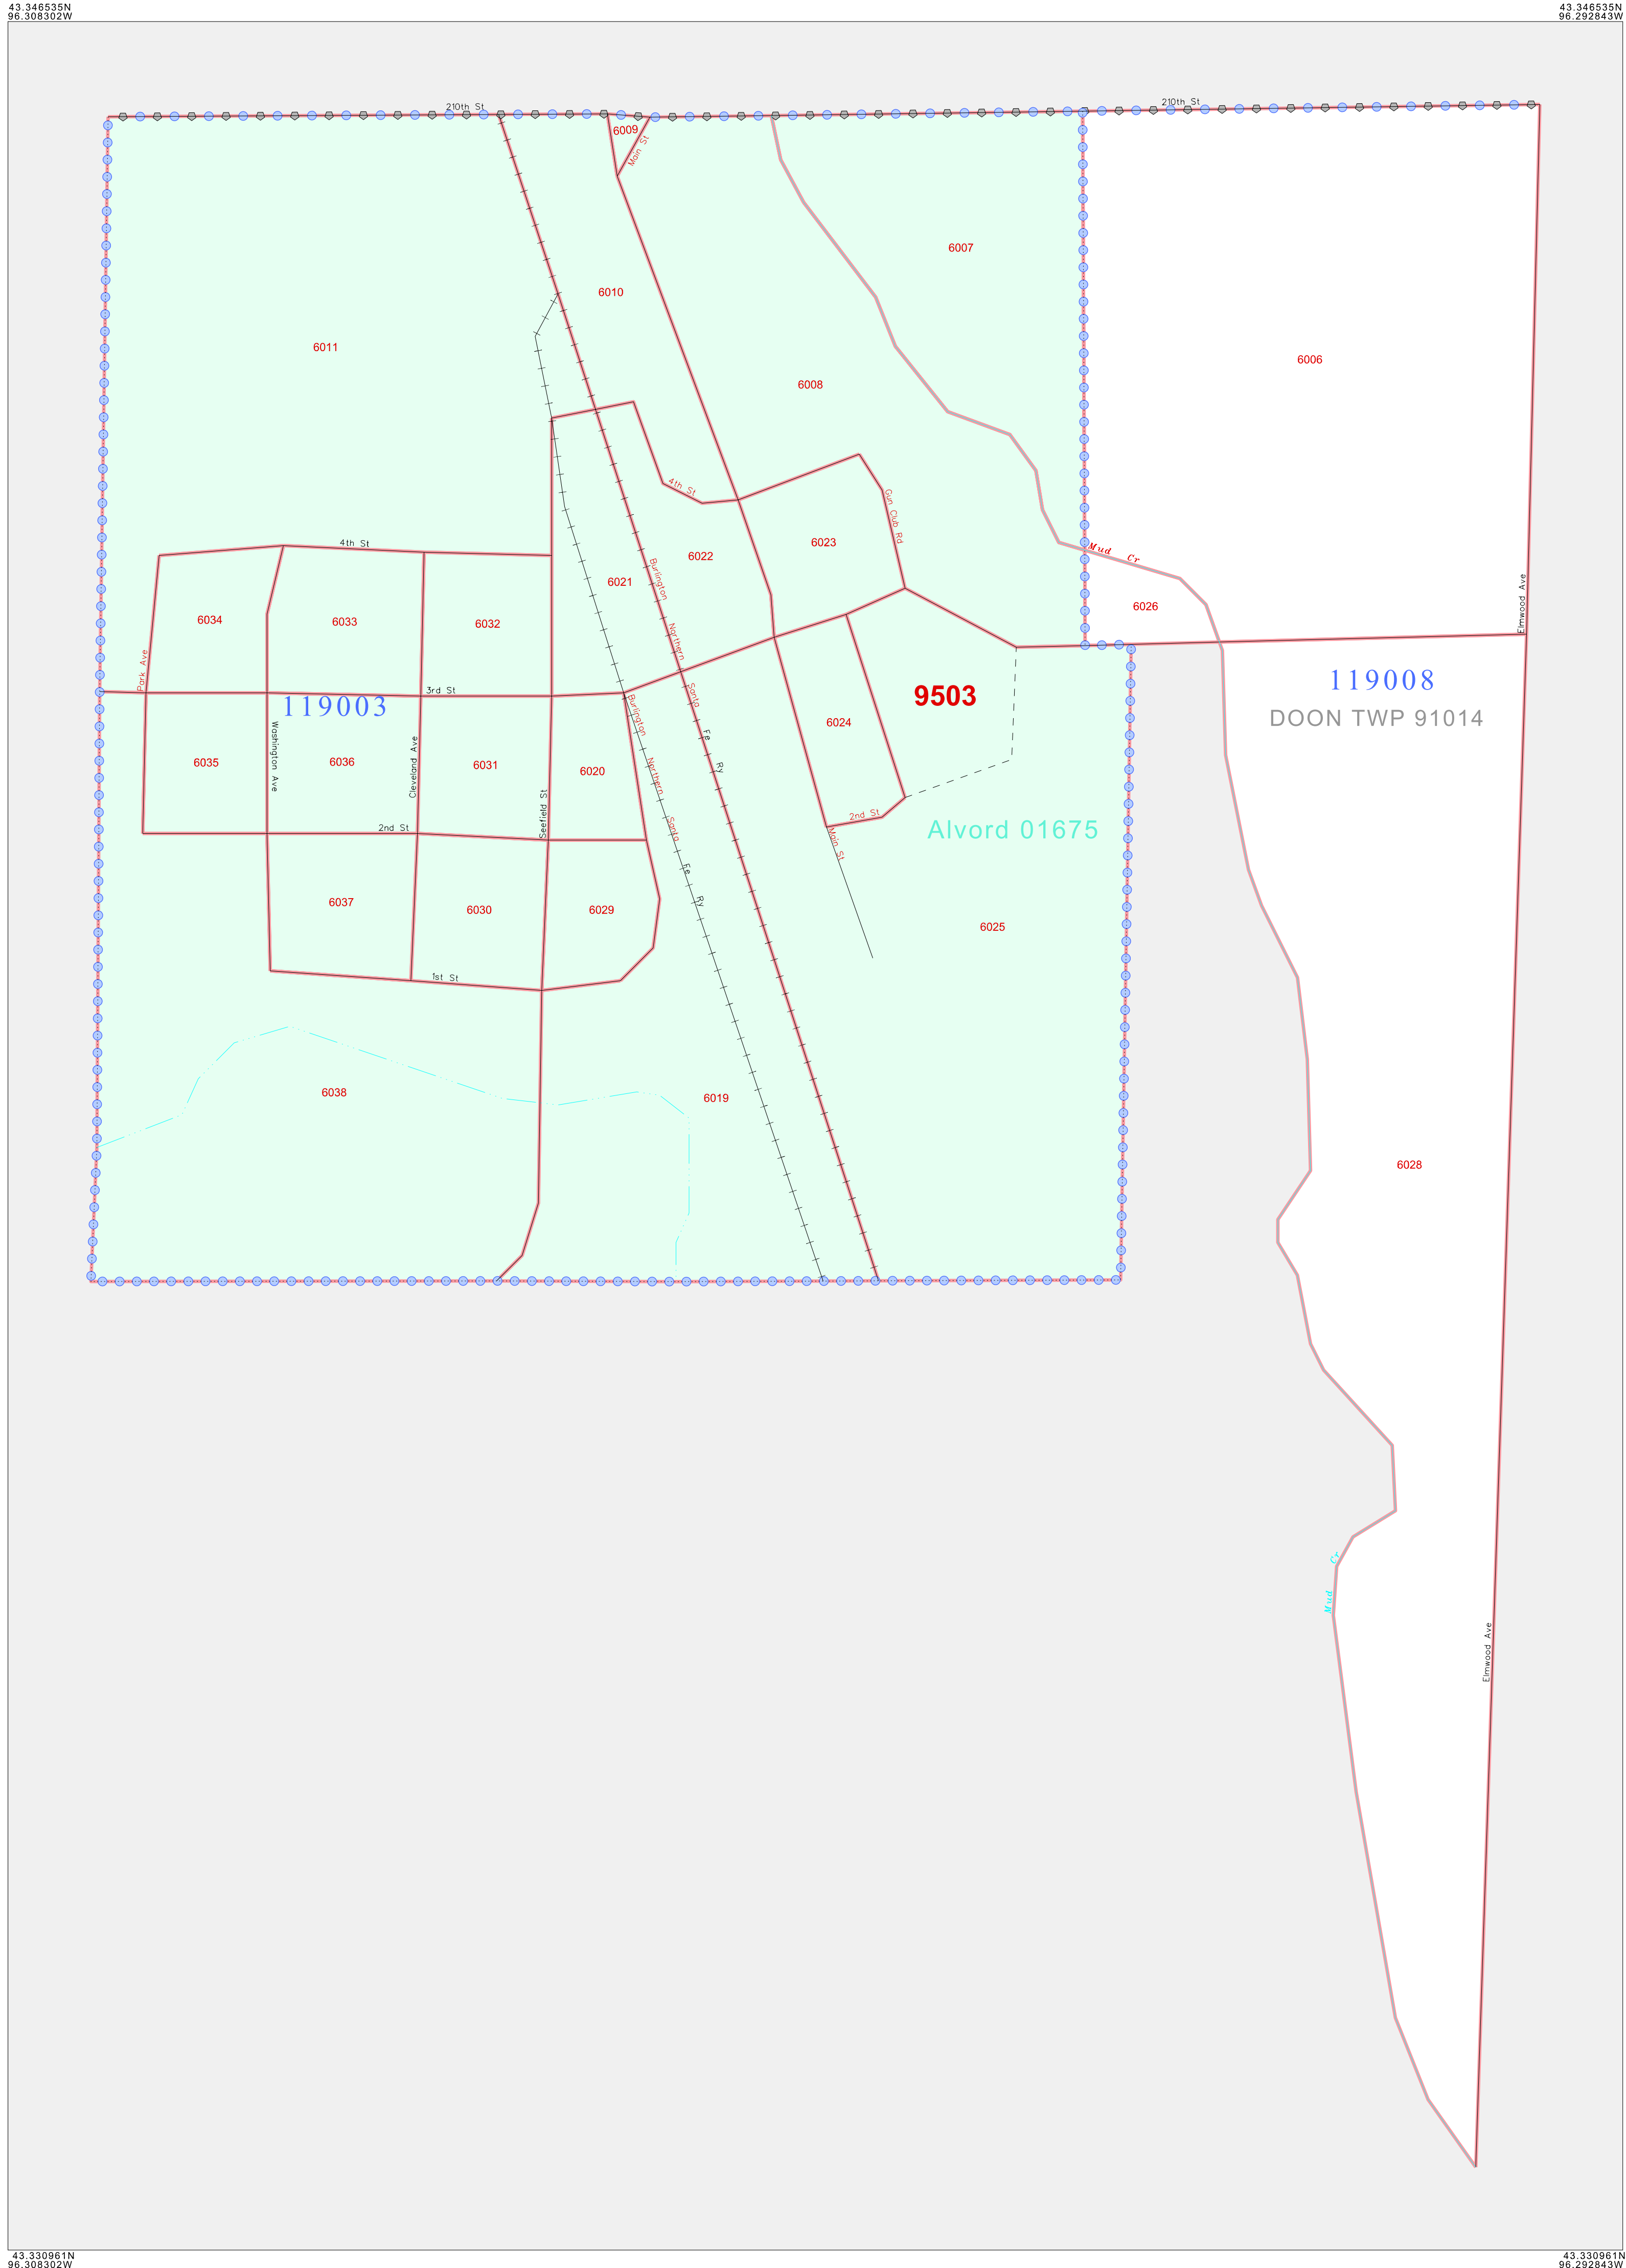 43.346535N
96.308302W
43.346535N
96.292843W
210th St
210th St
6009
Main St
6007
6010
6011
6006
6008
4th St
Gun Club Rd
6023
4th St
6022
Mud Cr
6021
Burlington Northern Santa Fe Ry
6026
Elmwood Ave
6034
6033
6032
Park Ave
3rd St
119003
9503
119008
DOON TWP 91014
Burlington Northern Santa Fe Ry
6024
Washington Ave
Cleveland Ave
6035
6036
6031
6020
Seefield St
2nd St
2nd St
Main St
Alvord 01675
6037
6030
6029
6025
1st St
6038
6019
6028
Mud Cr
Elmwood Ave
43.330961N
96.308302W
43.330961N
96.292843W